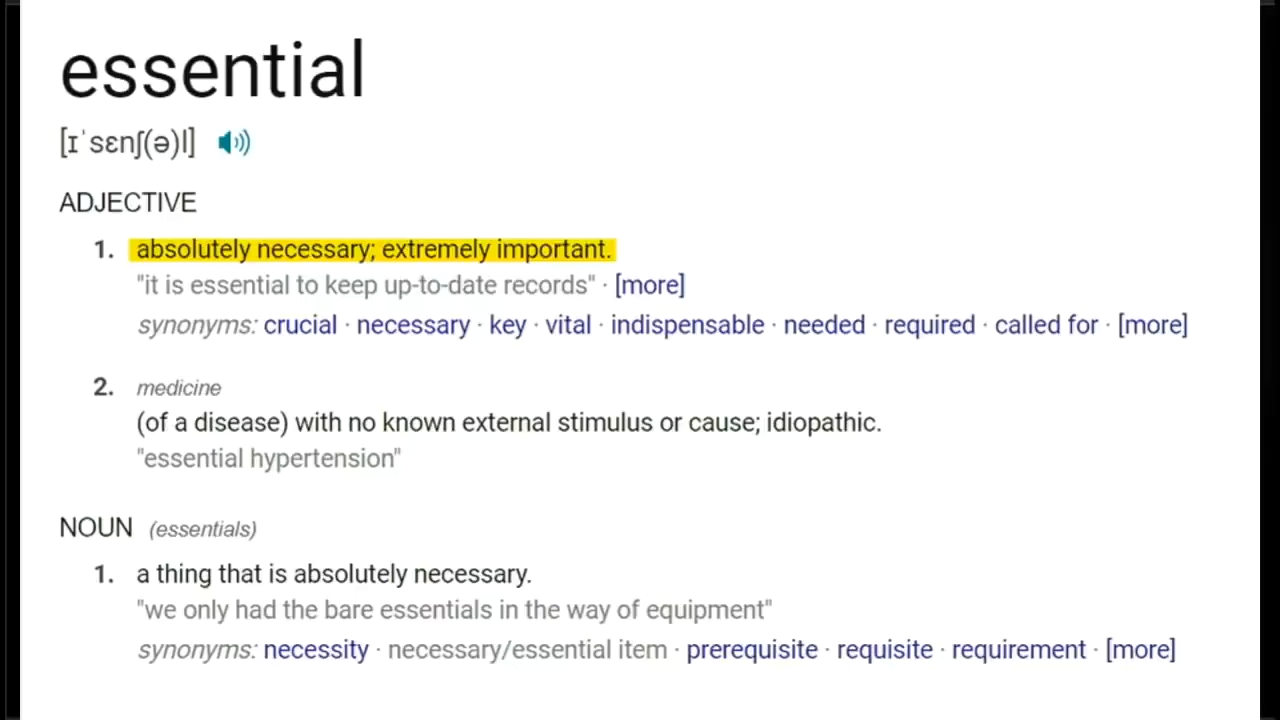 essential
[ɪˈsɛnʃ(ə)l]
ADJECTIVE
1. absolutely necessary; extremely important.
"it is essential to keep up-to-date records" · [more]
synonyms: crucial · necessary · key · vital · indispensable · needed · required · called for · [more]
2. medicine
(of a disease) with no known external stimulus or cause; idiopathic.
"essential hypertension"
NOUN (essentials)
1. a thing that is absolutely necessary.
"we only had the bare essentials in the way of equipment"
synonyms: necessity · necessary/essential item · prerequisite · requisite · requirement · [more]